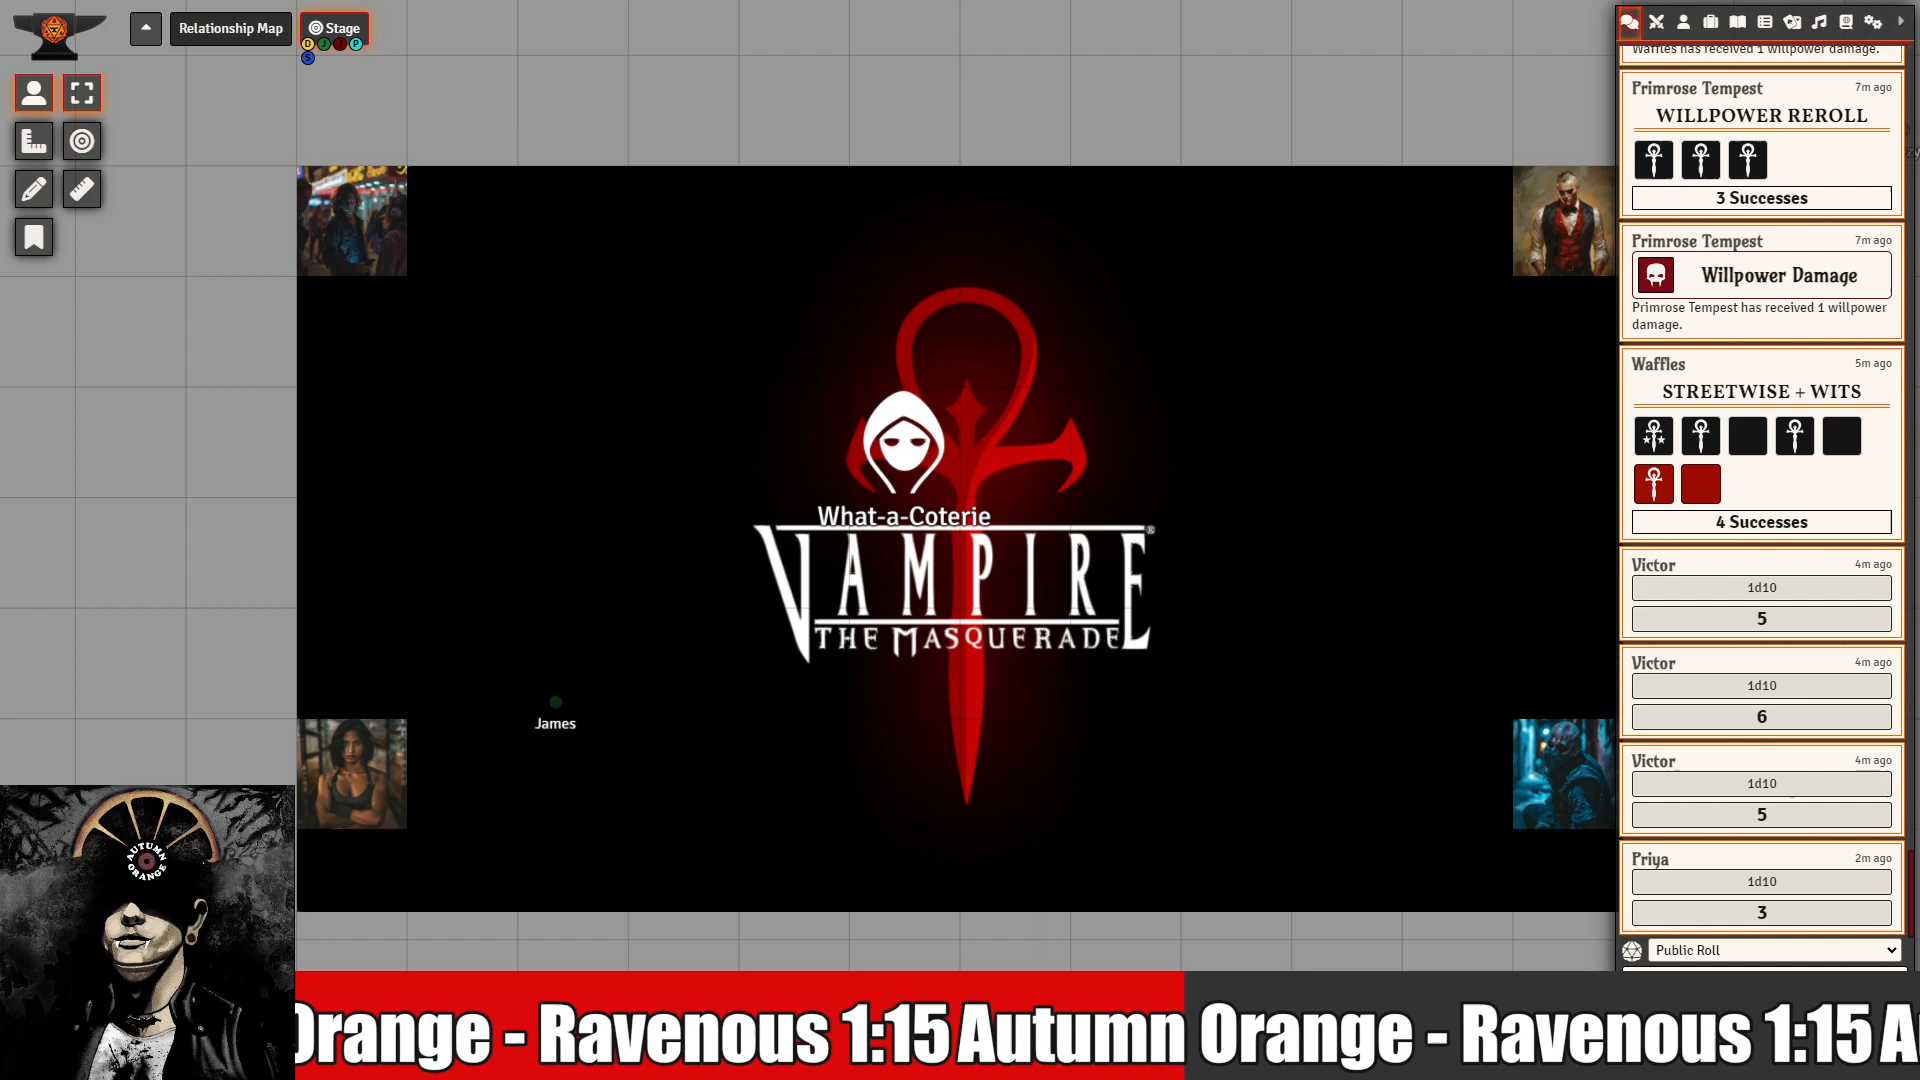 Relationship Map
Stage
D J J P
S
Waffles has received 1 willpower damage.
Primrose Tempest 7m ago
WILLPOWER REROLL
3 Successes
Primrose Tempest 7m ago
Willpower Damage
Primrose Tempest has received 1 willpower
damage.
Waffles 5m ago
STREETWISE + WITS
4 Successes
Victor 4m ago
1d10
5
Victor 4m ago
1d10
6
Victor 4m ago
1d10
5
Priya 2m ago
1d10
3
Public Roll
What-a-Coterie
VAMPIRE®
THE MASQUERADE
James
AUTUMN
ORANGE
Orange - Ravenous 1:15 Autumn Orange - Ravenous 1:15 A